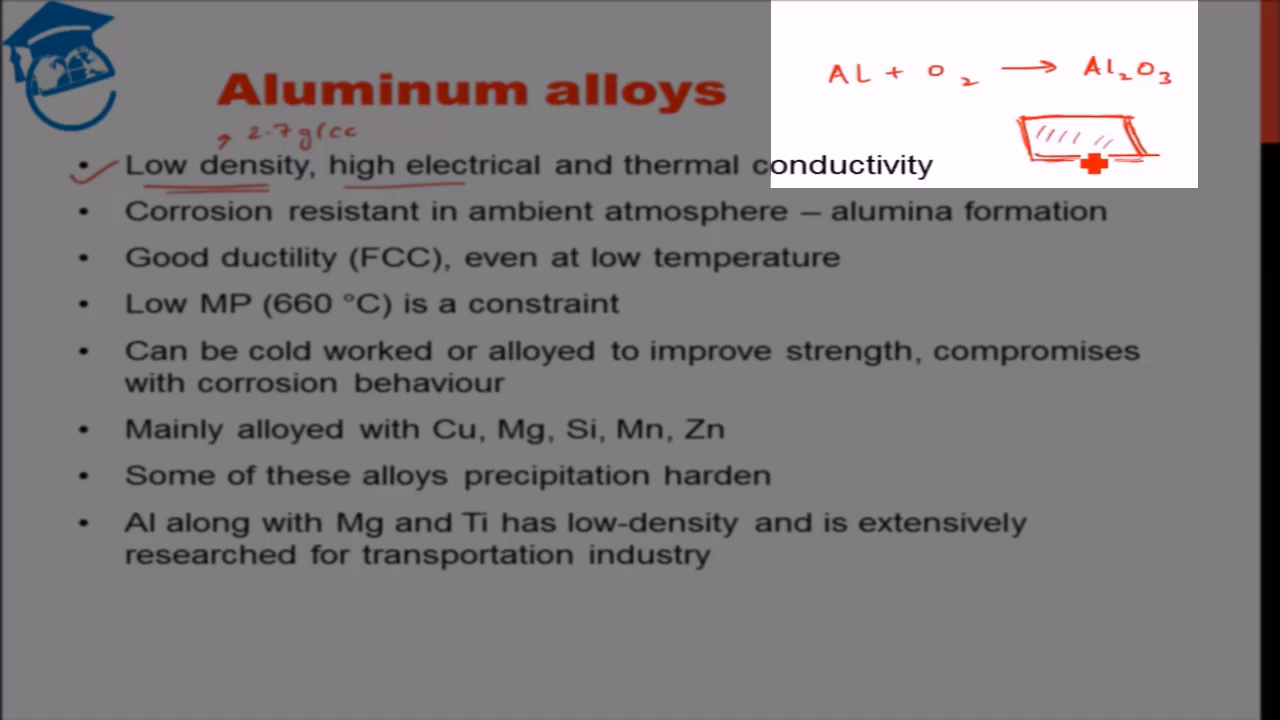 Aluminum alloys
AL + O2 → Al2O3
2.7 g/cc
• Low density, high electrical and thermal conductivity
• Corrosion resistant in ambient atmosphere – alumina formation
• Good ductility (FCC), even at low temperature
• Low MP (660 °C) is a constraint
• Can be cold worked or alloyed to improve strength, compromises
with corrosion behaviour
• Mainly alloyed with Cu, Mg, Si, Mn, Zn
• Some of these alloys precipitation harden
• Al along with Mg and Ti has low-density and is extensively
researched for transportation industry